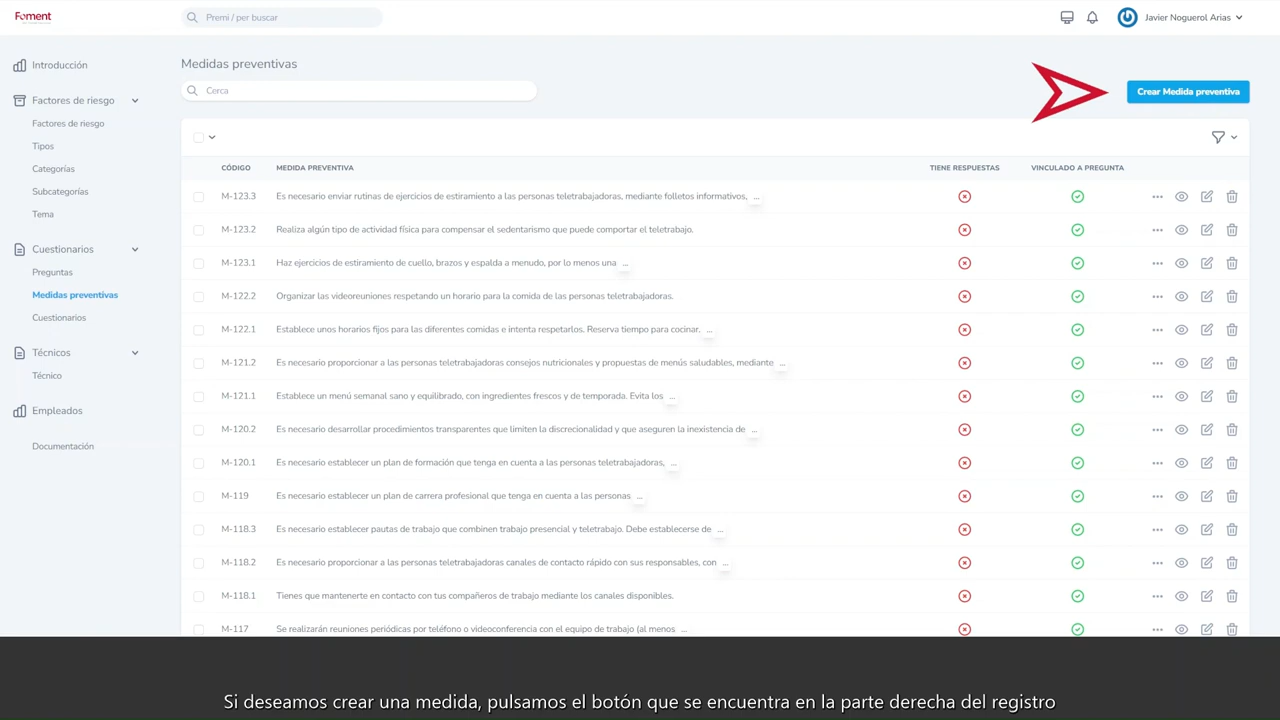 Foment
Premi / per buscar
Javier Noguerol Arias
Introducción
Factores de riesgo
Factores de riesgo
Tipos
Categorías
Subcategorías
Tema
Cuestionarios
Preguntas
Medidas preventivas
Cuestionarios
Técnicos
Técnico
Empleados
Documentación
Medidas preventivas
Cerca
Crear Medida preventiva
CÓDIGO MEDIDA PREVENTIVA TIENE RESPUESTAS VINCULADO A PREGUNTA
M-123.3 Es necesario enviar rutinas de ejercicios de estiramiento a las personas teletrabajadoras, mediante folletos informativos, ...
M-123.2 Realiza algún tipo de actividad física para compensar el sedentarismo que puede comportar el teletrabajo.
M-123.1 Haz ejercicios de estiramiento de cuello, brazos y espalda a menudo, por lo menos una ...
M-122.2 Organizar las videoreuniones respetando un horario para la comida de las personas teletrabajadoras.
M-122.1 Establece unos horarios fijos para las diferentes comidas e intenta respetarlos. Reserva tiempo para cocinar. ...
M-121.2 Es necesario proporcionar a las personas teletrabajadoras consejos nutricionales y propuestas de menús saludables, mediante ...
M-121.1 Establece un menú semanal sano y equilibrado, con ingredientes frescos y de temporada. Evita los ...
M-120.2 Es necesario desarrollar procedimientos transparentes que limiten la discrecionalidad y que aseguren la inexistencia de ...
M-120.1 Es necesario establecer un plan de formación que tenga en cuenta a las personas teletrabajadoras, ...
M-119 Es necesario establecer un plan de carrera profesional que tenga en cuenta a las personas ...
M-118.3 Es necesario establecer pautas de trabajo que combinen trabajo presencial y teletrabajo. Debe establecerse de ...
M-118.2 Es necesario proporcionar a las personas teletrabajadoras canales de contacto rápido con sus responsables, con ...
M-118.1 Tienes que mantenerte en contacto con tus compañeros de trabajo mediante los canales disponibles.
M-117 Se realizarán reuniones periódicas por teléfono o videoconferencia con el equipo de trabajo (al menos ...
Si deseamos crear una medida, pulsamos el botón que se encuentra en la parte derecha del registro